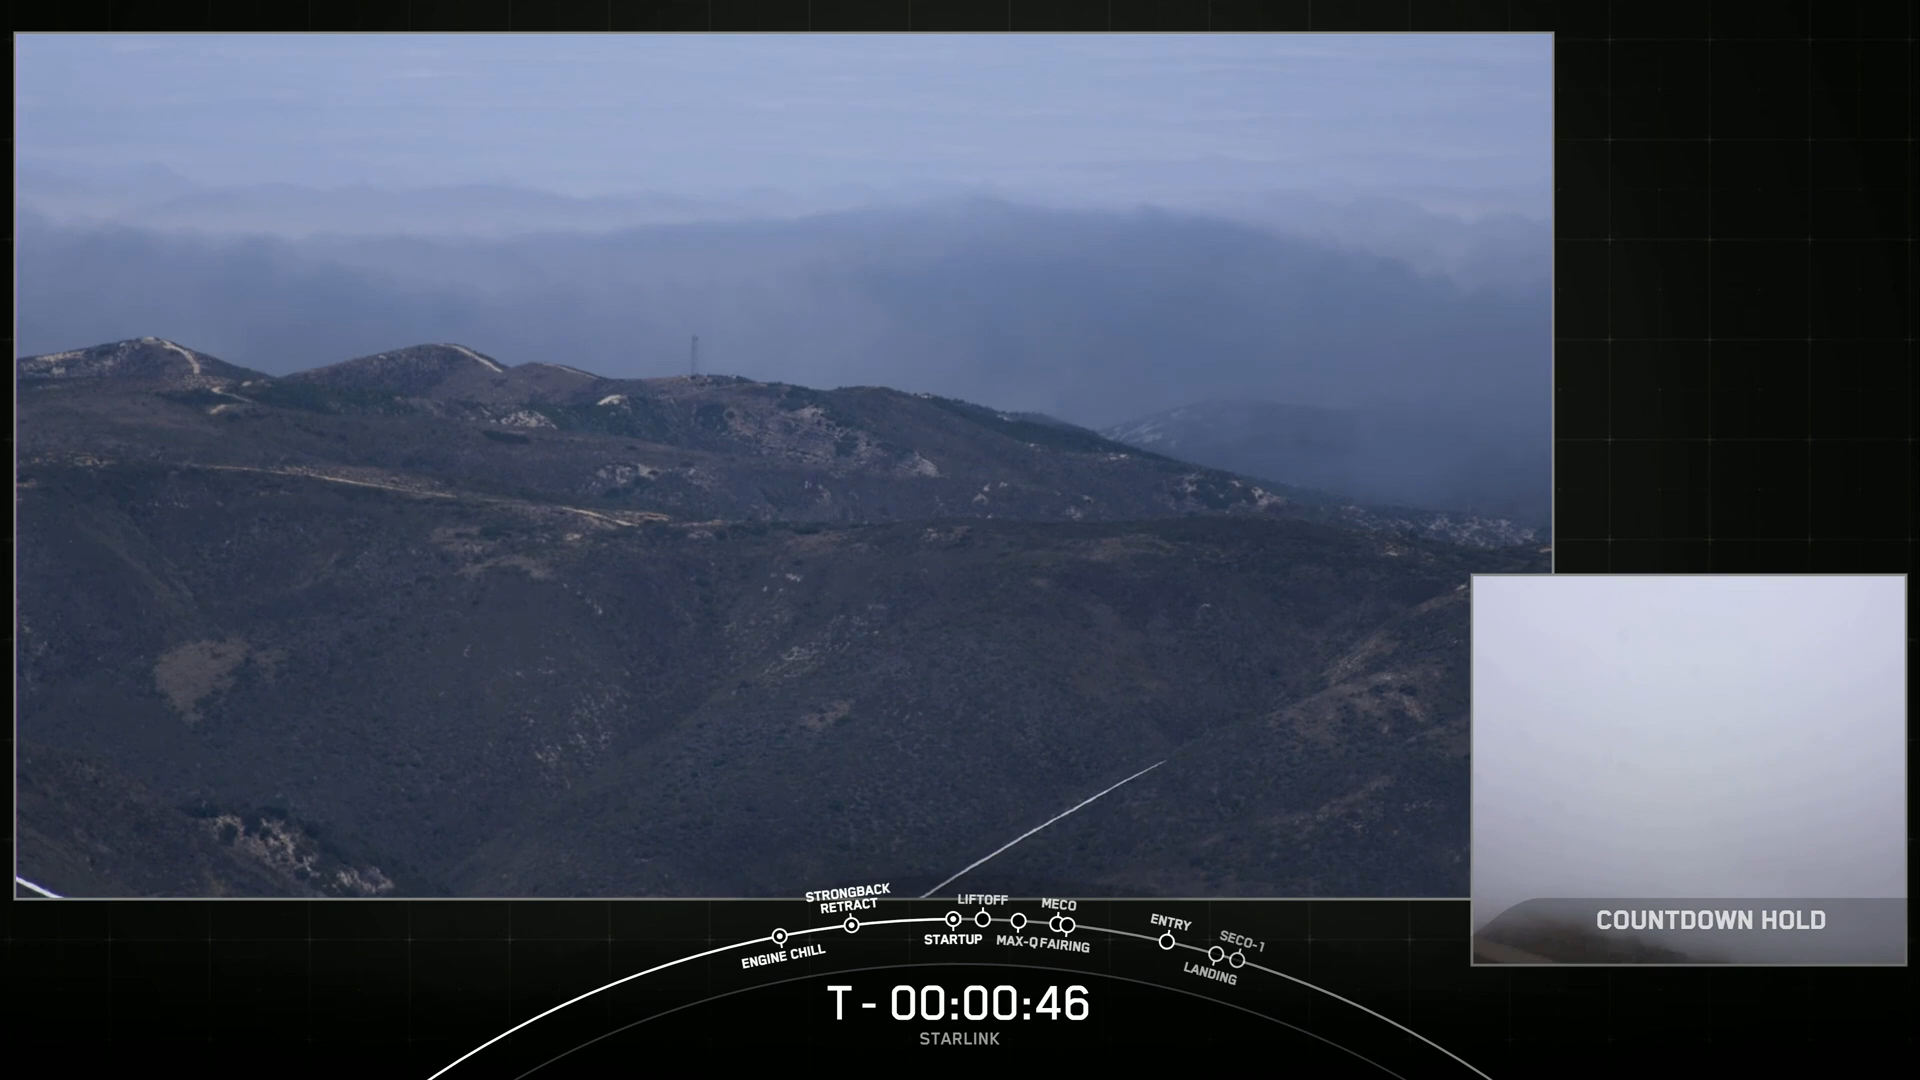 COUNTDOWN HOLD
STRONGBACK
RETRACT
LIFTOFF
MECO
ENTRY
SECO-1
ENGINE CHILL
STARTUP
MAX-Q
FAIRING
LANDING
T - 00:00:46
STARLINK